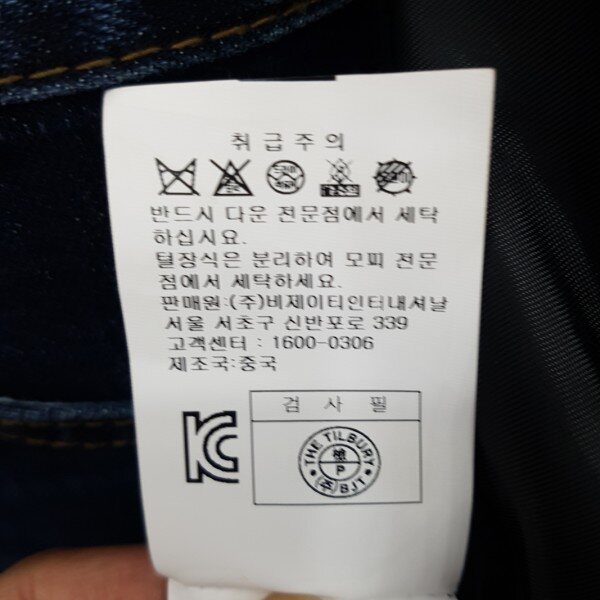 취급주의
반드시 다운 전문점에서 세탁
하십시요.
털장식은 분리하여 모피 전문
점에서 세탁하세요.
판매원:(주)비제이티인터내셔날
서울 서초구 신반포로 339
고객센터 : 1600-0306
제조국:중국
검 사 필
THE TILBURY
檢
P
(주)BJT